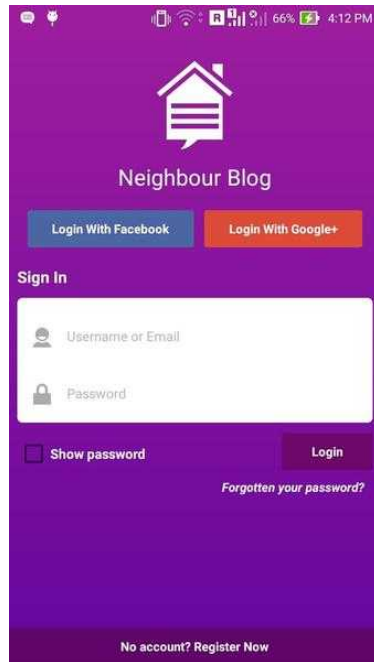 R 1 66% 4:12 PM
Neighbour Blog
Login With Facebook Login With Google+
Sign In
Username or Email
Password
Show password Login
Forgotten your password?
No account? Register Now